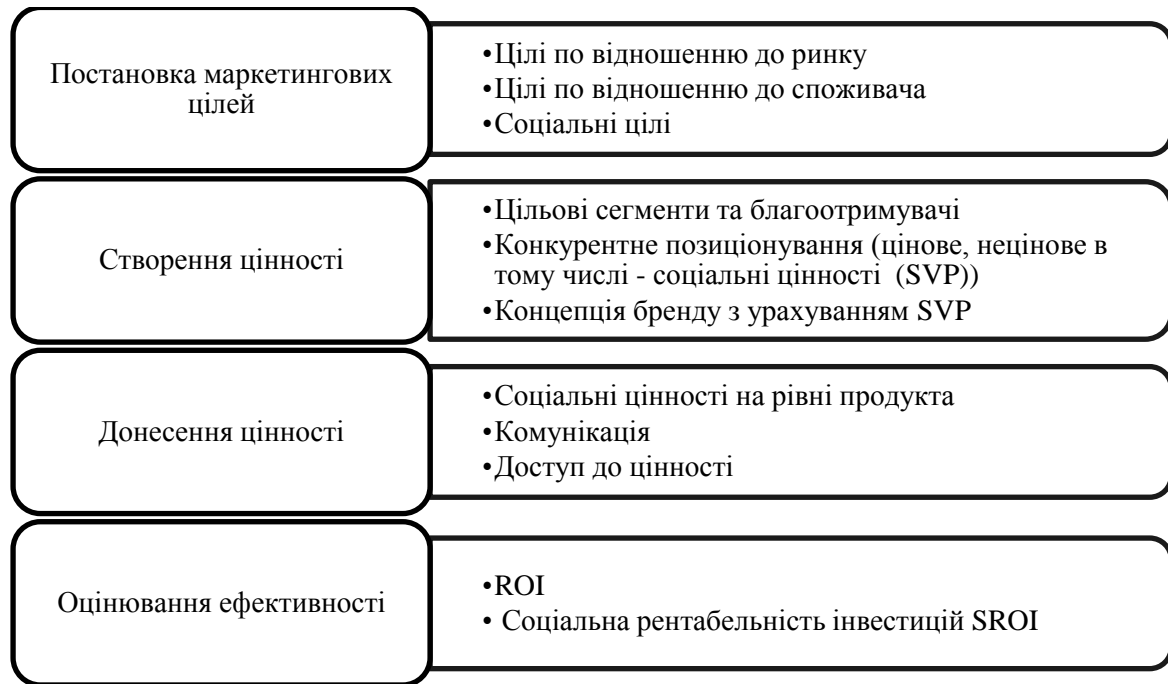 Постановка маркетингових
цілей
•Цілі по відношенню до ринку
•Цілі по відношенню до споживача
•Соціальні цілі
Створення цінності
•Цільові сегменти та благоотримувачі
•Конкурентне позиціонування (цінове, нецінове в
тому числі - соціальні цінності (SVP))
•Концепція бренду з урахуванням SVP
Донесення цінності
•Соціальні цінності на рівні продукта
•Комунікація
•Доступ до цінності
Оцінювання ефективності
•ROI
• Соціальна рентабельність інвестицій SROI